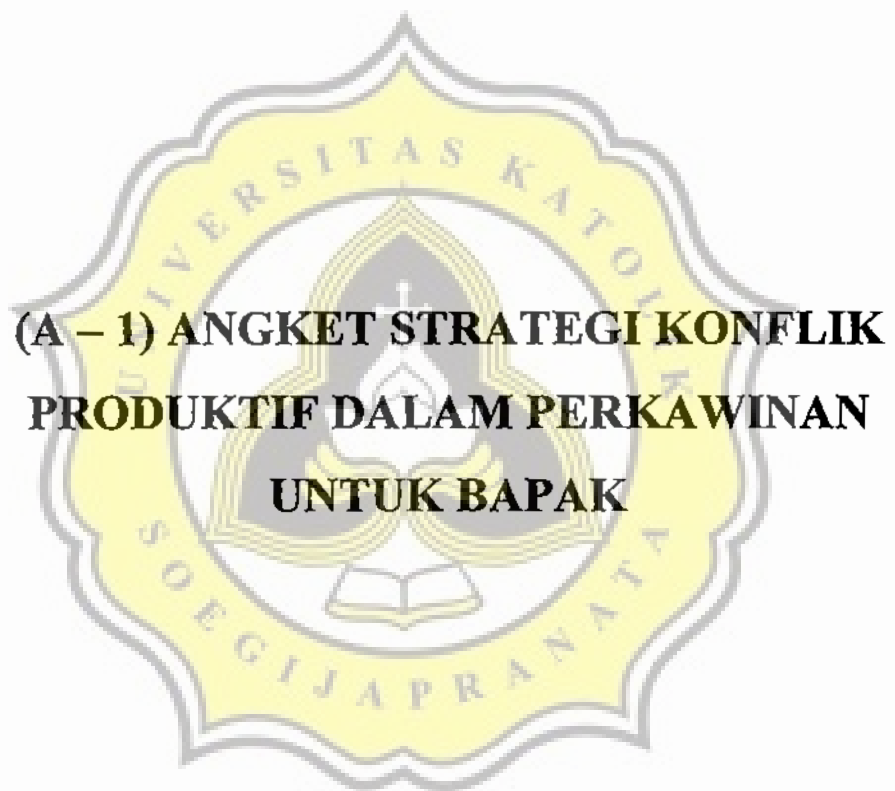 UNIVERSITAS KATOLIK
(A – 1) ANGKET STRATEGI KONFLIK
PRODUKTIF DALAM PERKAWINAN
UNTUK BAPAK
SOEGIJAPRANATA